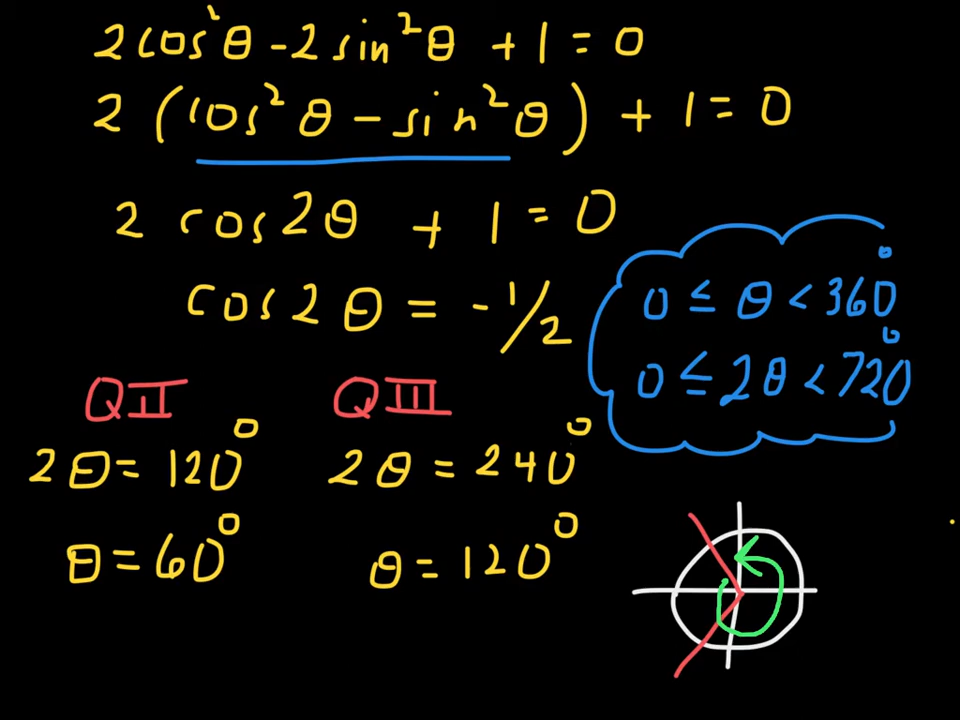 2cos²θ - 2sin²θ + 1 = 0
2 (cos²θ - sin²θ) + 1 = 0
2 cos2θ + 1 = 0
cos2θ = -1/2
0 ≤ θ < 360°
0 ≤ 2θ < 720°
QII QIII
2θ = 120° 2θ = 240°
θ = 60° θ = 120°